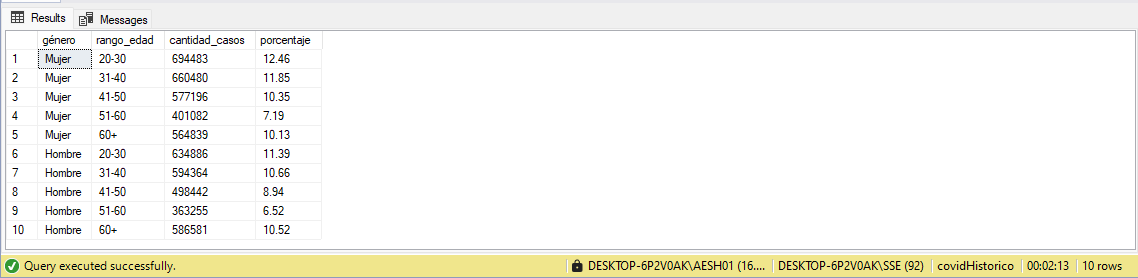 Results Messages
género rango_edad cantidad_casos porcentaje
1 Mujer 20-30 694483 12.46
2 Mujer 31-40 660480 11.85
3 Mujer 41-50 577196 10.35
4 Mujer 51-60 401082 7.19
5 Mujer 60+ 564839 10.13
6 Hombre 20-30 634886 11.39
7 Hombre 31-40 594364 10.66
8 Hombre 41-50 498442 8.94
9 Hombre 51-60 363255 6.52
10 Hombre 60+ 586581 10.52
Query executed successfully. DESKTOP-6P2V0AK\AESH01 (16.... DESKTOP-6P2V0AK\SSE (92) covidHistorico 00:02:13 10 rows